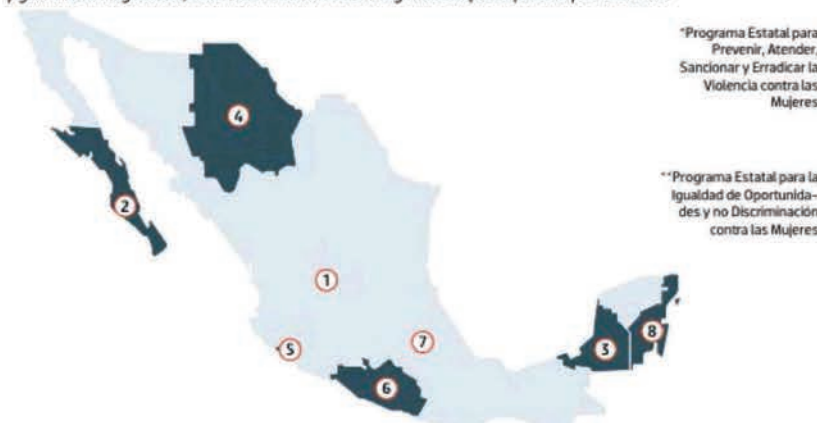 *Programa Estatal para
Prevenir, Atender,
Sancionar y Erradicar la
Violencia contra las
Mujeres
**Programa Estatal para la
Igualdad de Oportunida-
des y no Discriminación
contra las Mujeres
4
2
1
5
7
3
8
6